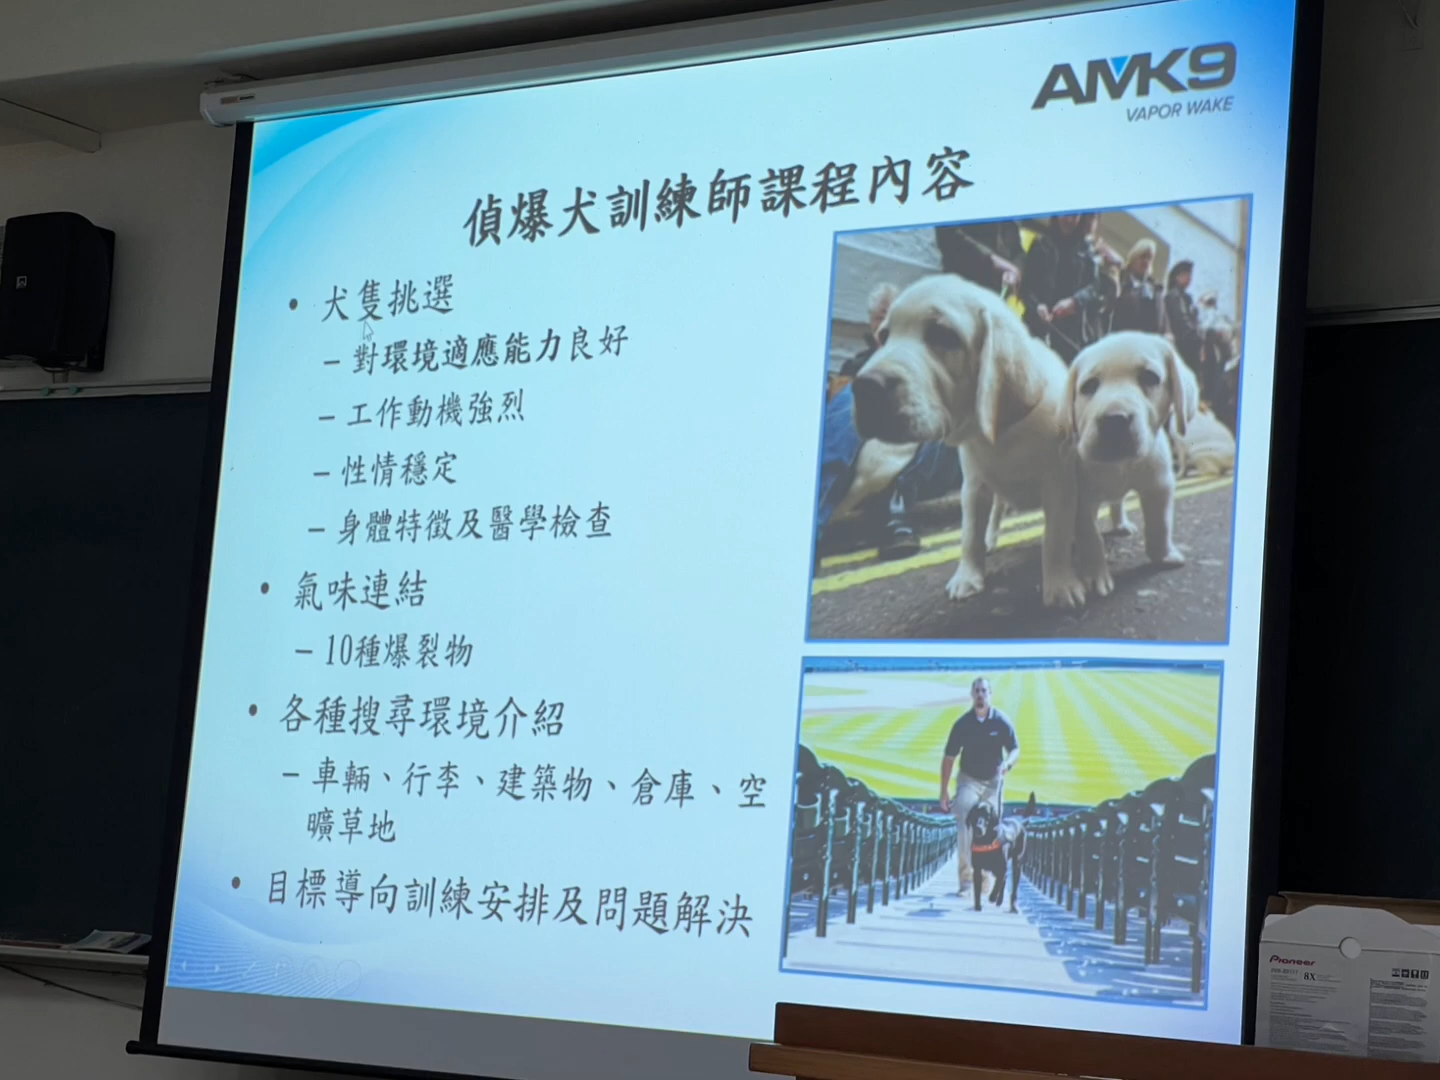 AMK9
VAPOR WAKE
偵爆犬訓練師課程內容
• 犬隻挑選
– 對環境適應能力良好
– 工作動機強烈
– 性情穩定
– 身體特徵及醫學檢查
• 氣味連結
– 10種爆裂物
• 各種搜尋環境介紹
– 車輛、行李、建築物、倉庫、空
曠草地
• 目標導向訓練安排及問題解決
Pioneer
8X